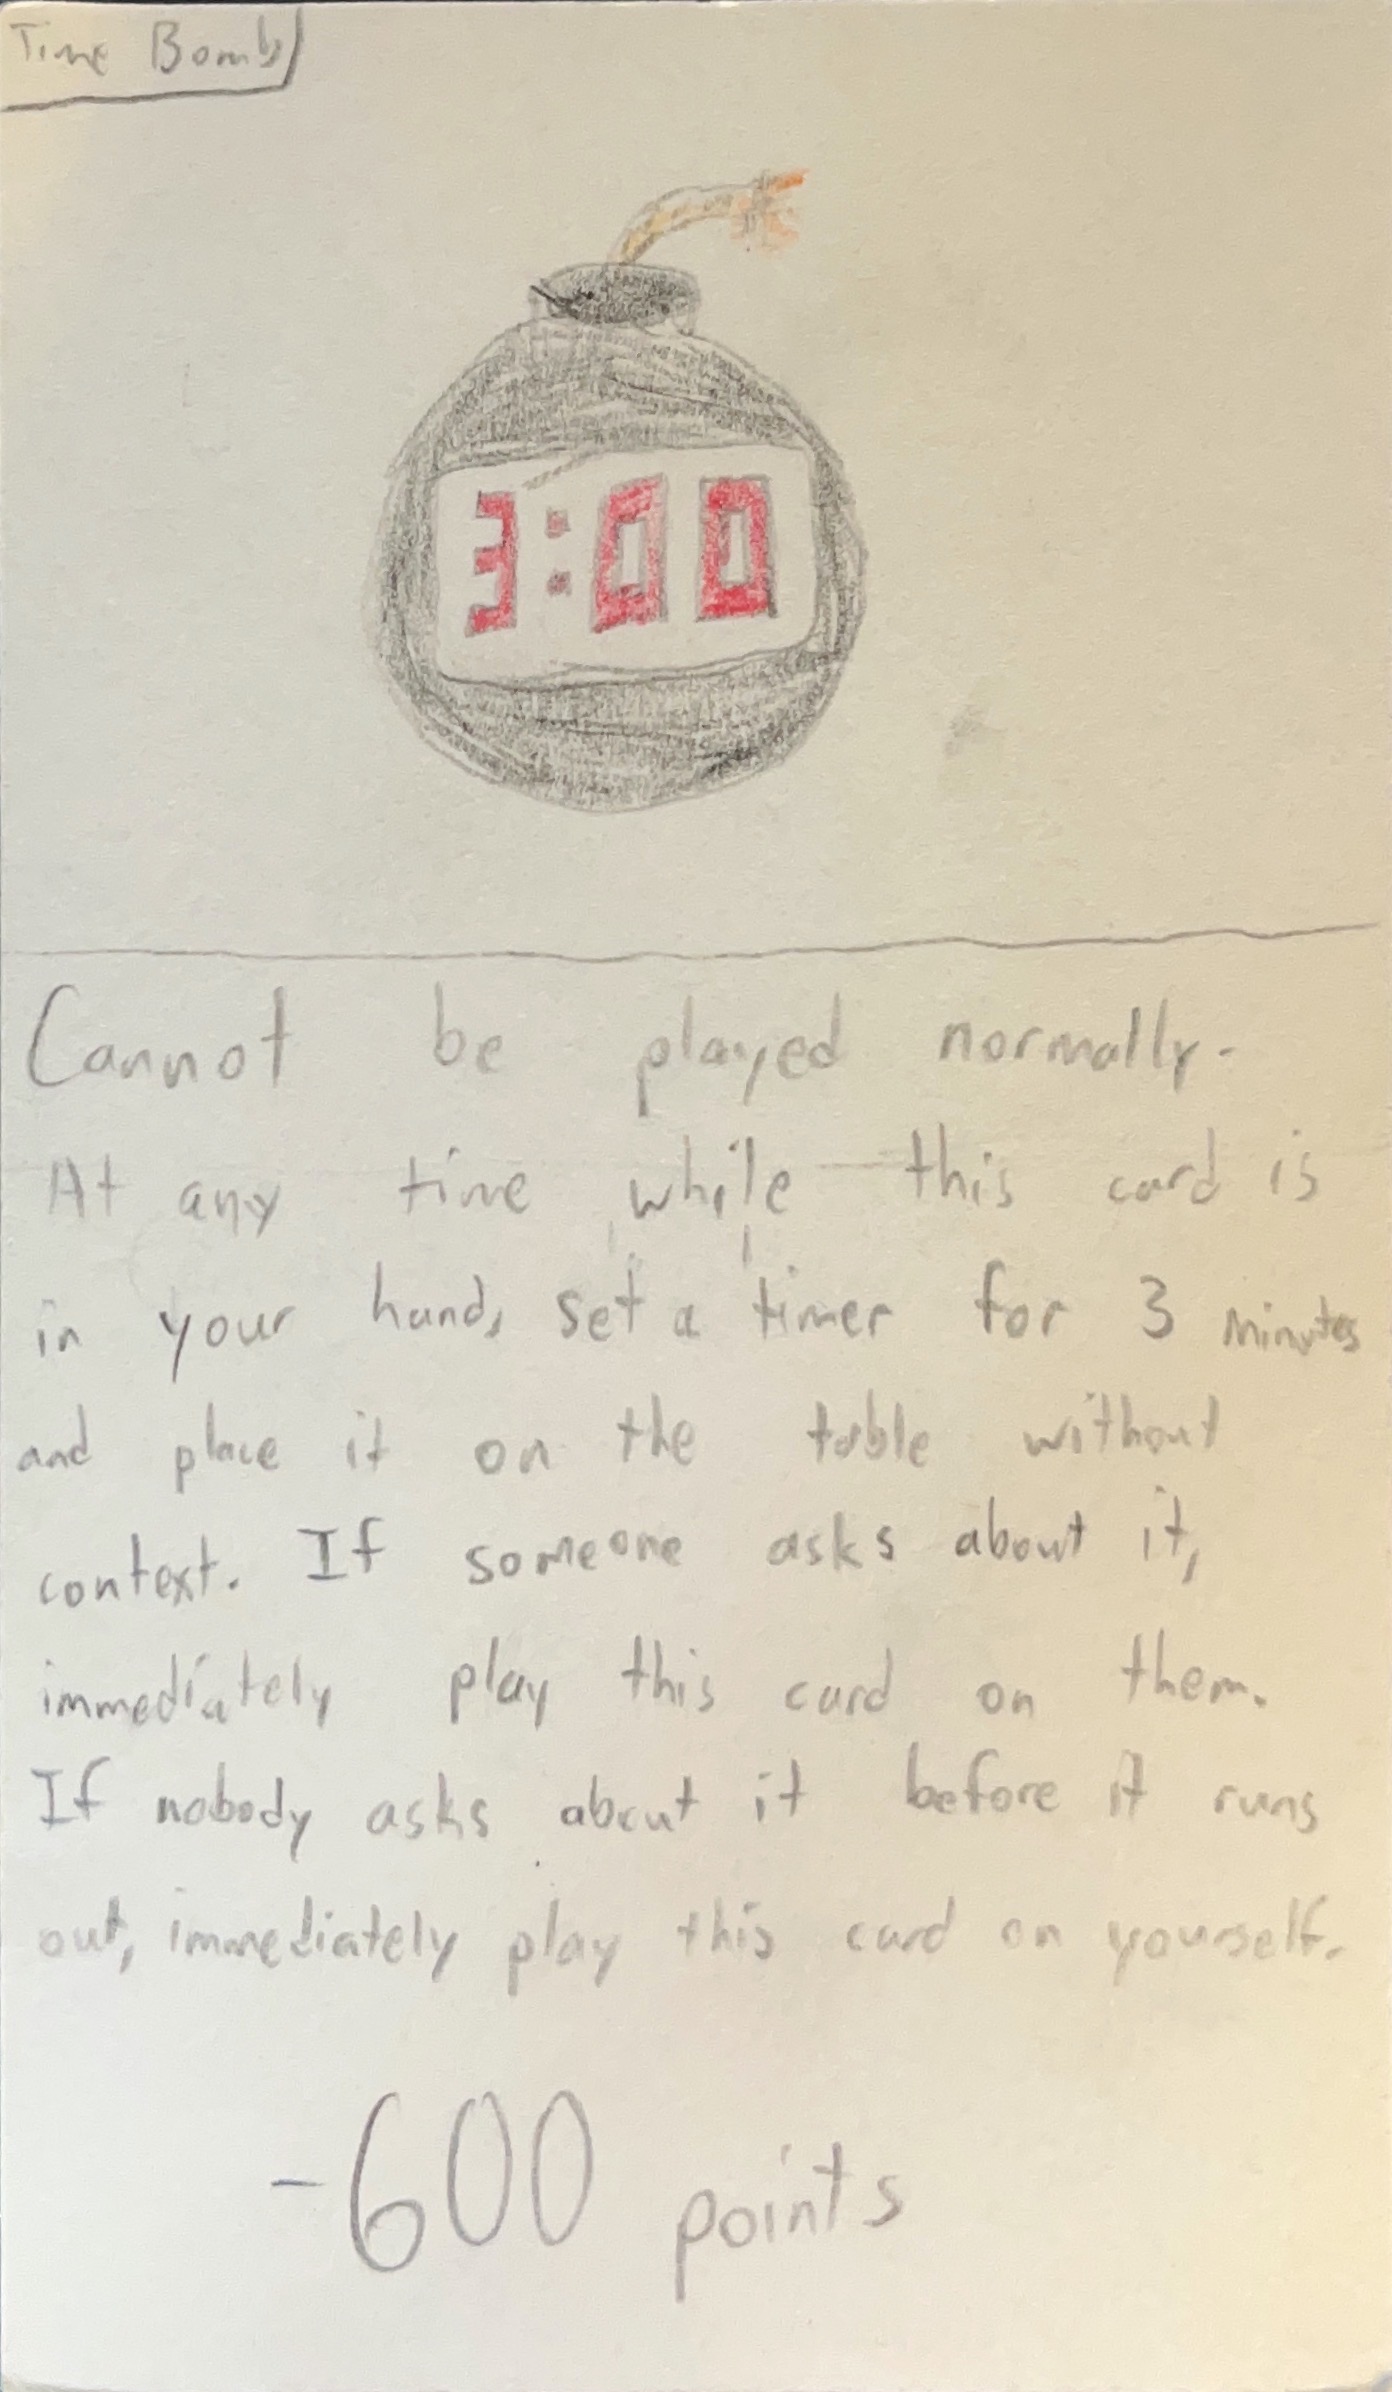 Time Bomb
3:00
Cannot be played normally.
At any time while this card is
in your hand, set a timer for 3 minutes
and place it on the table without
context. If someone asks about it,
immediately play this card on them.
If nobody asks about it before it runs
out, immediately play this card on yourself.
-600 points